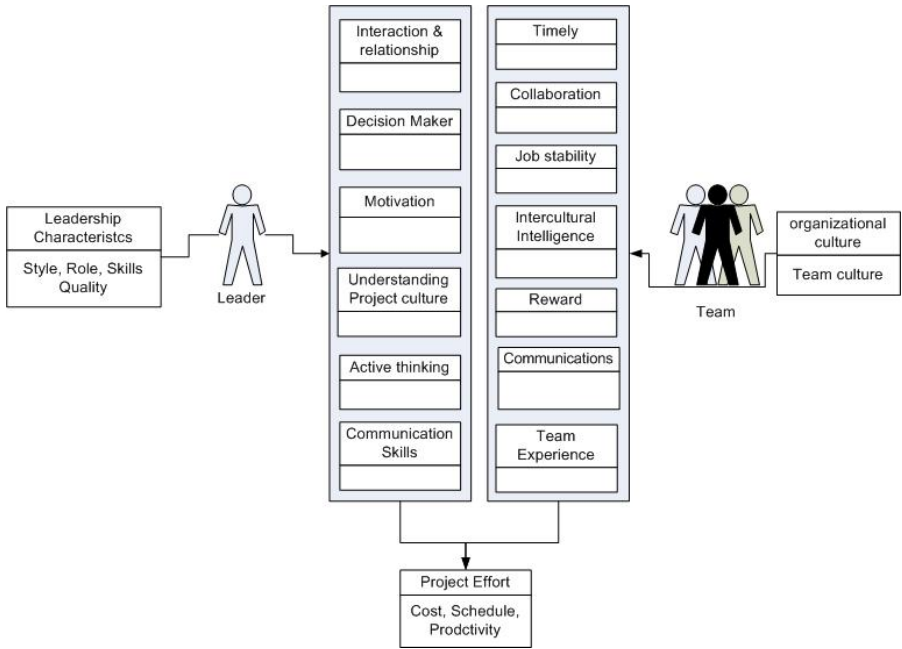 Interaction &
relationship
Decision Maker
Motivation
Understanding
Project culture
Active thinking
Communication
Skills
Timely
Collaboration
Job stability
Intercultural
Intelligence
Reward
Communications
Team
Experience
Leadership
Characteristcs
Style, Role, Skills
Quality
Leader
Team
organizational
culture
Team culture
Project Effort
Cost, Schedule,
Prodctivity